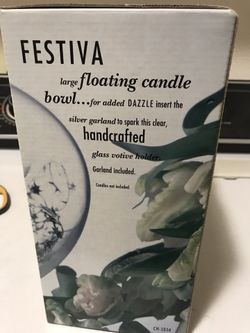 FESTIVA
large floating candle
bowl...for added DAZZLE insert the
silver garland to spark this clear,
handcrafted
glass votive holder.
Garland included.
Candles not included.